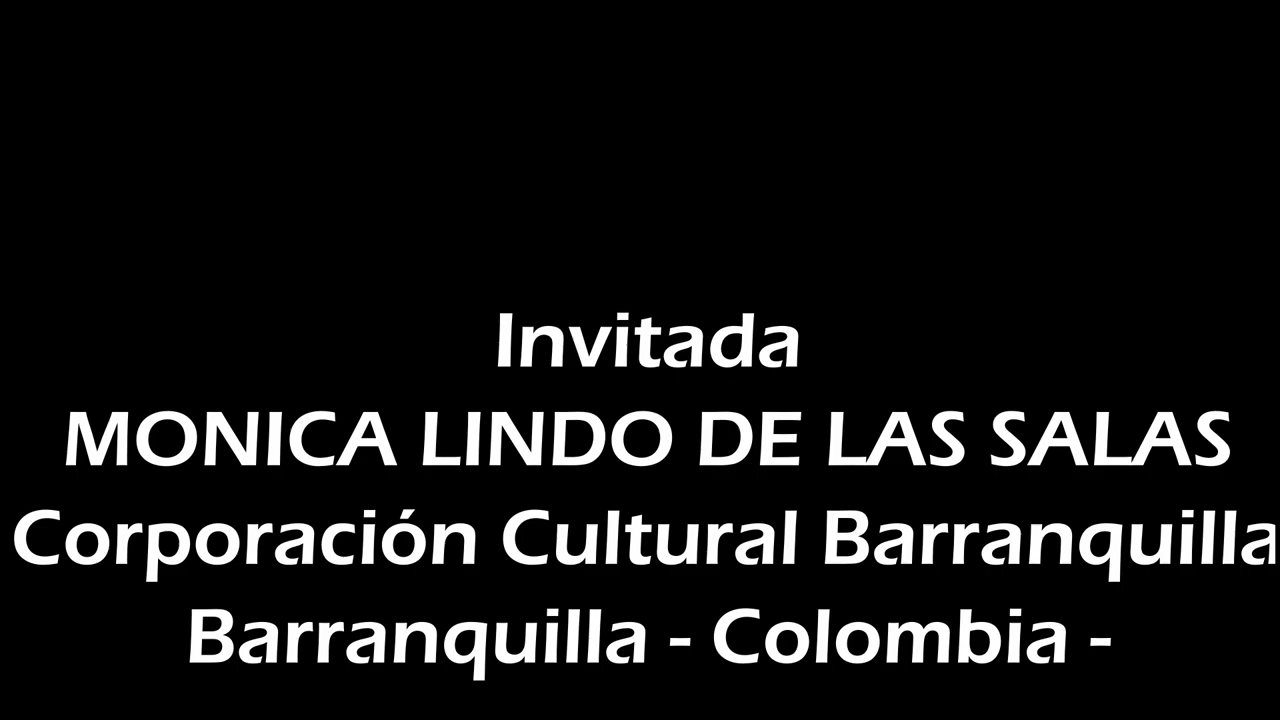 Invitada
MONICA LINDO DE LAS SALAS
Corporación Cultural Barranquilla
Barranquilla - Colombia -